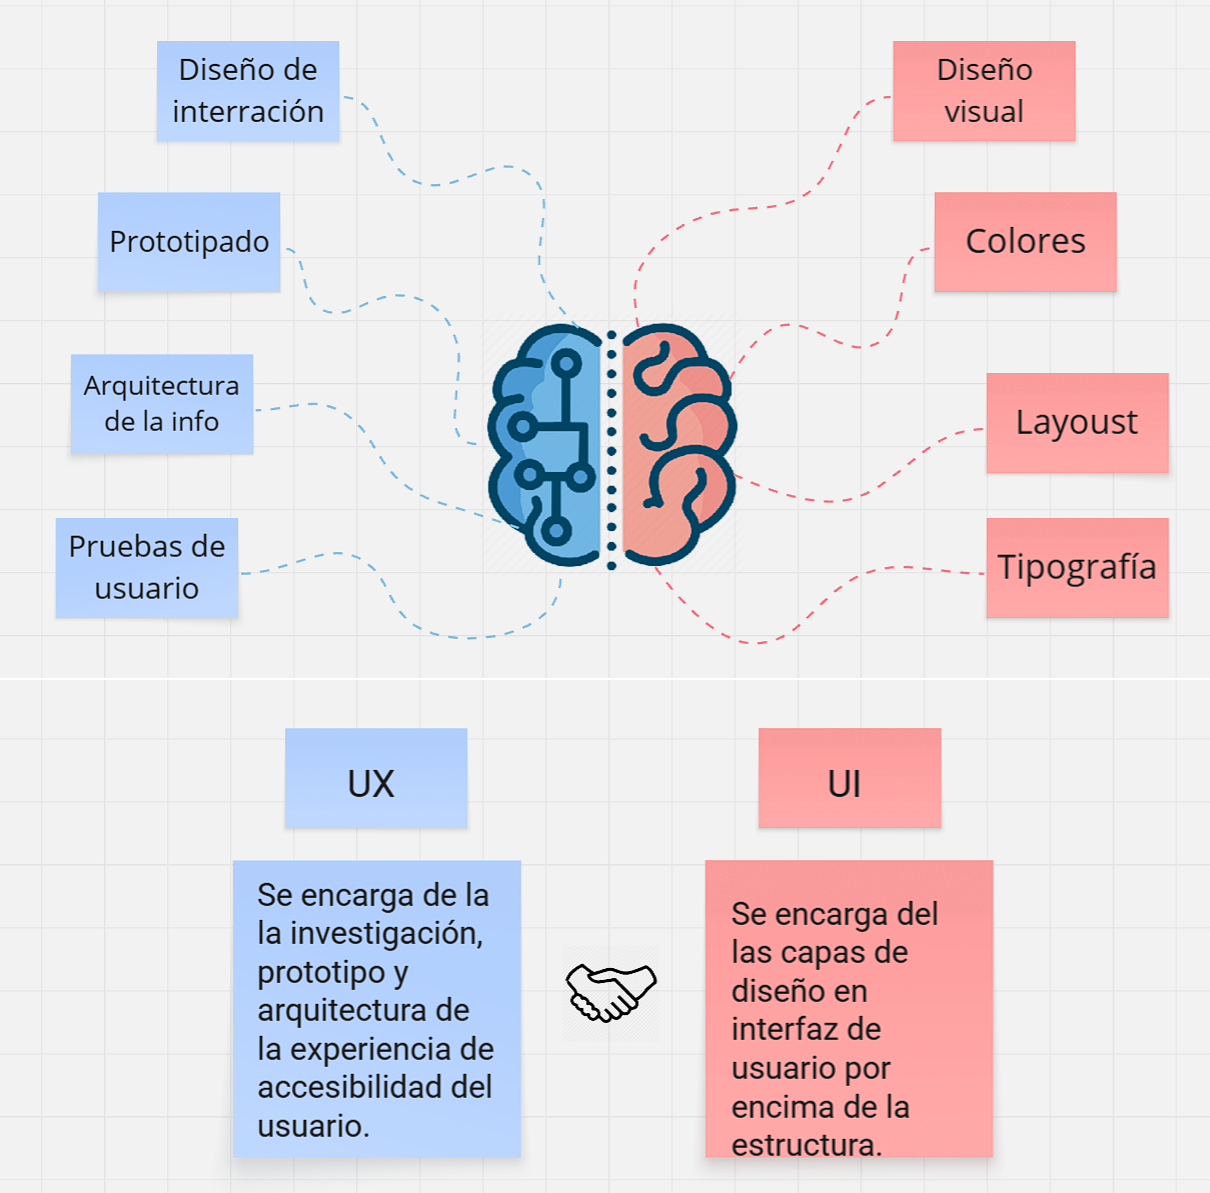 Diseño de
interración
Diseño
visual
Prototipado
Colores
Arquitectura
de la info
Layoust
Pruebas de
usuario
Tipografía
UX
UI
Se encarga de la
la investigación,
prototipo y
arquitectura de
la experiencia de
accesibilidad del
usuario.
Se encarga del
las capas de
diseño en
interfaz de
usuario por
encima de la
estructura.